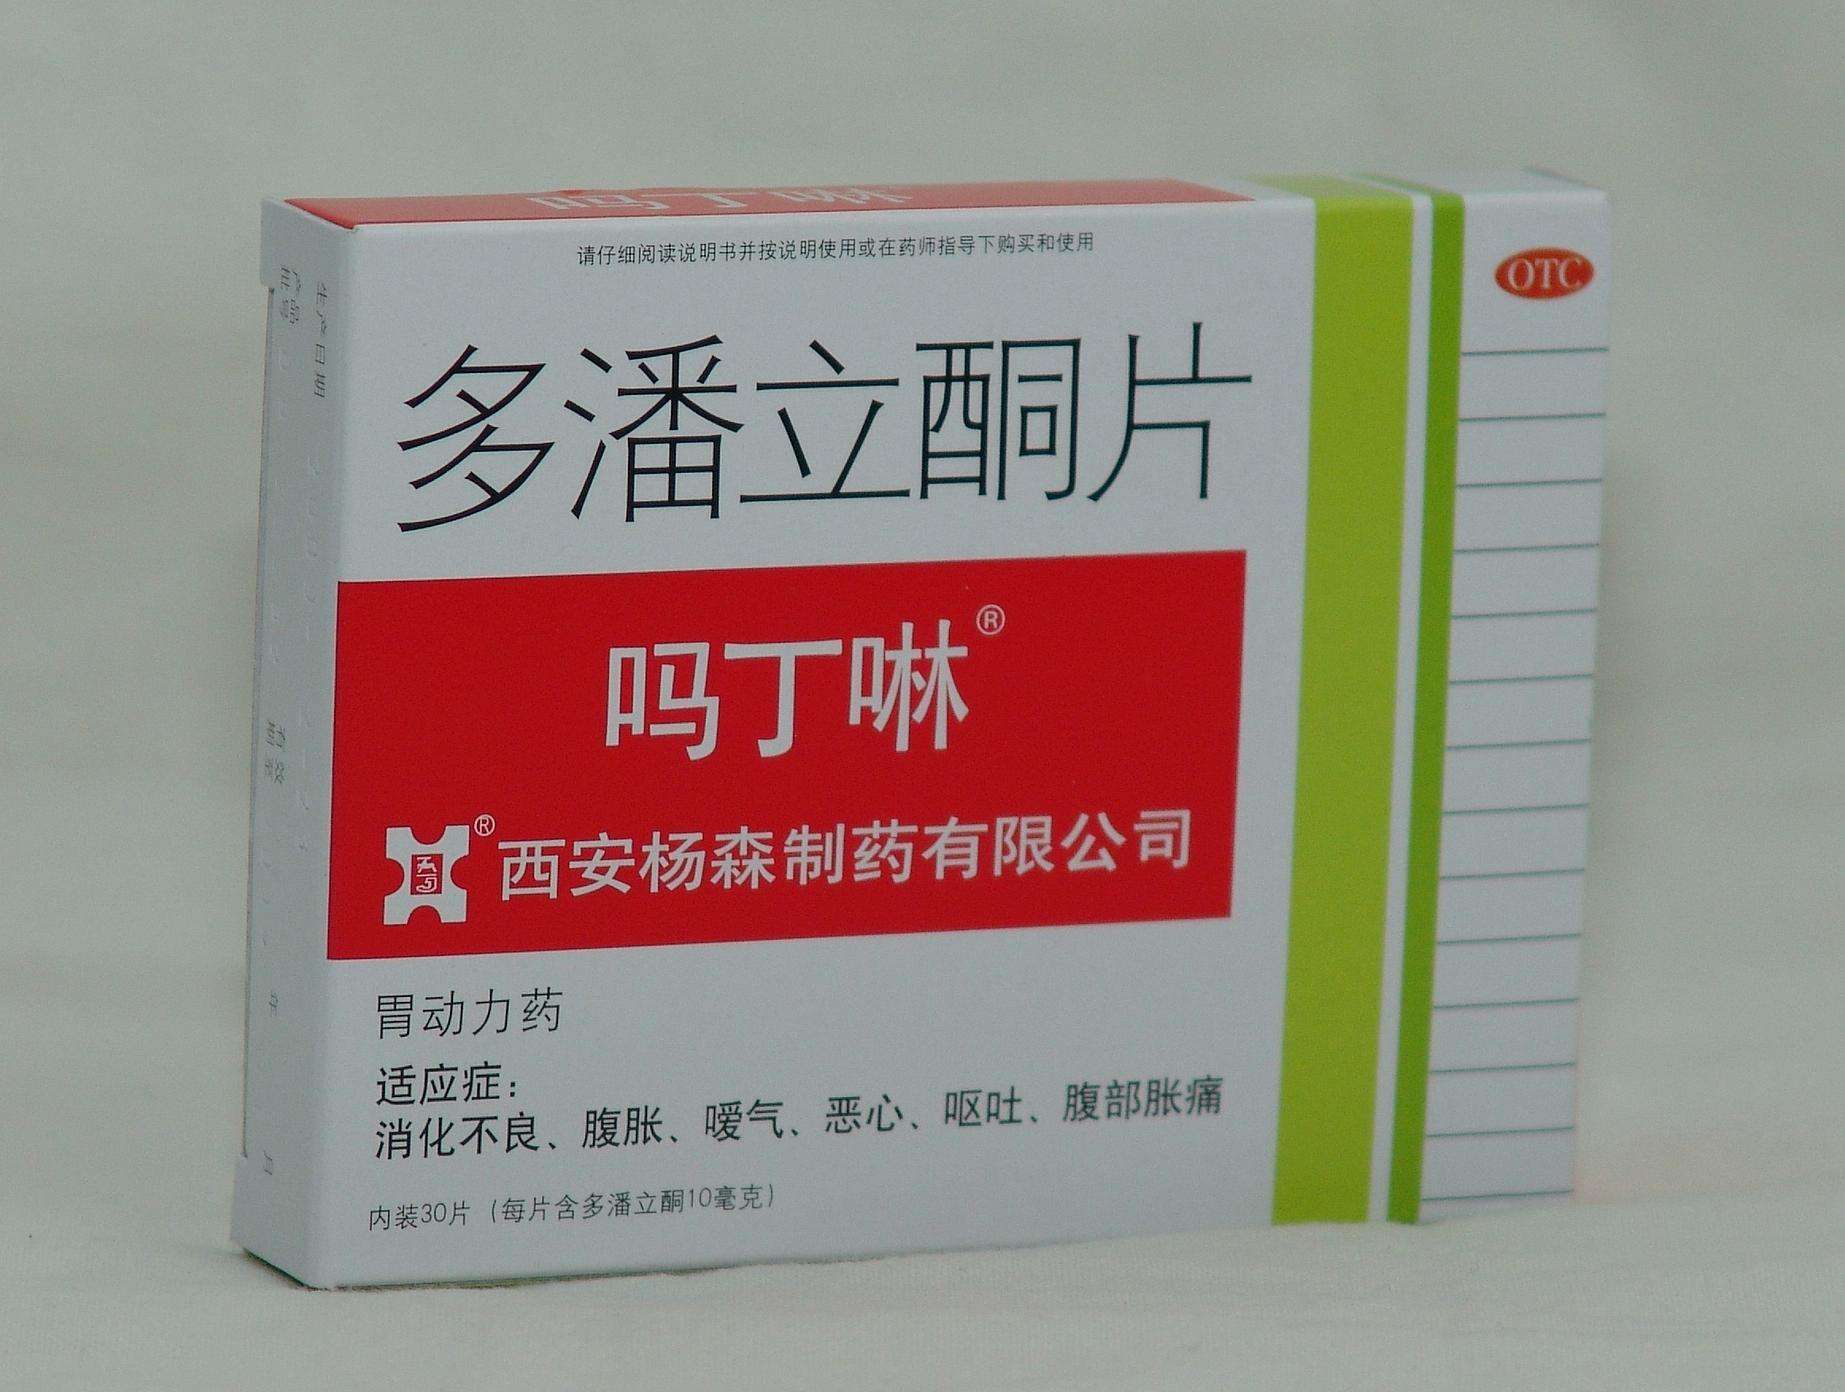 吗丁啉
请仔细阅读说明书并按说明使用或在药师指导下购买和使用
OTC
多潘立酮片
吗丁啉®
®西安杨森制药有限公司
胃动力药
适应症：
消化不良、腹胀、嗳气、恶心、呕吐、腹部胀痛
内装30片（每片含多潘立酮10毫克）
生产日期